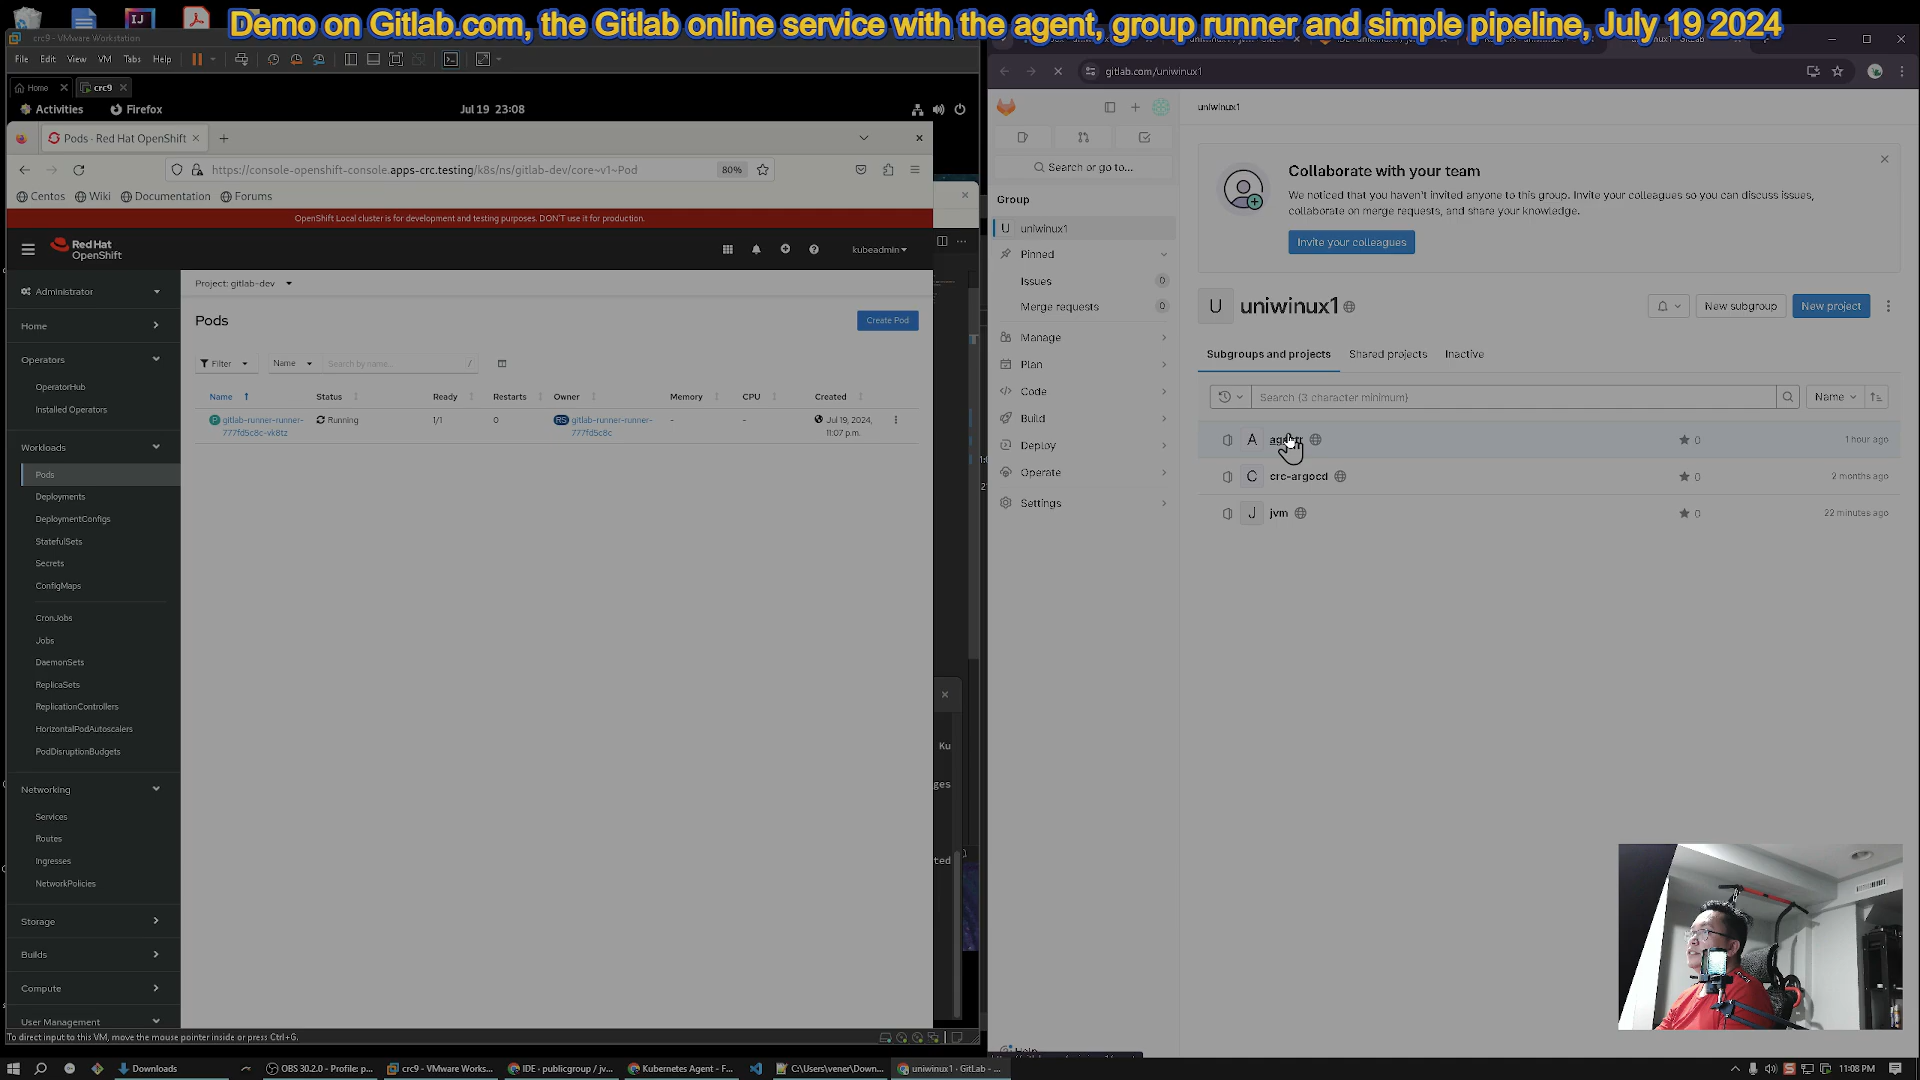 Demo on Gitlab.com, the Gitlab online service with the agent, group runner and simple pipeline, July 19 2024
crc9 - VMware Workstation
File Edit View VM Tabs Help
Home
crc9
Activities
Firefox
Jul 19 23:08
Pods - Red Hat OpenShift
https://console-openshift-console.apps-crc.testing/k8s/ns/gitlab-dev/core~v1~Pod
80%
Centos
Wiki
Documentation
Forums
OpenShift Local cluster is for development and testing purposes. DON'T use it for production.
Red Hat
OpenShift
kubeadmin
Administrator
Home
Operators
OperatorHub
Installed Operators
Workloads
Pods
Deployments
DeploymentConfigs
StatefulSets
Secrets
ConfigMaps
CronJobs
Jobs
DaemonSets
ReplicaSets
ReplicationControllers
HorizontalPodAutoscalers
PodDisruptionBudgets
Networking
Services
Routes
Ingresses
NetworkPolicies
Storage
Builds
Compute
User Management
Project: gitlab-dev
Pods
Create Pod
Filter
Name
Search by name...
/
Name Status Ready Restarts Owner Memory CPU Created
P gitlab-runner-runner-777fd5c8c-vk8tz
Running
1/1
0
RS gitlab-runner-runner-777fd5c8c
-
-
Jul 19, 2024, 11:07 p.m.
Ku
ges
ted
To direct input to this VM, move the mouse pointer inside or press Ctrl+G.
gitlab.com/uniwinux1
Search or go to...
Group
U uniwinux1
Pinned
Issues 0
Merge requests 0
Manage
Plan
Code
Build
Deploy
Operate
Settings
Help
uniwinux1
Collaborate with your team
We noticed that you haven't invited anyone to this group. Invite your colleagues so you can discuss issues,
collaborate on merge requests, and share your knowledge.
Invite your colleagues
U uniwinux1
New subgroup
New project
Subgroups and projects
Shared projects
Inactive
Search (3 character minimum)
Name
A
0
1 hour ago
C crc-argocd
0
2 months ago
J jvm
0
22 minutes ago
Downloads
OBS 30.2.0 - Profile: p...
crc9 - VMware Works...
IDE · publicgroup / jv...
Kubernetes Agent - F...
C:\Users\vener\Down...
uniwinux1 · GitLab - ...
11:08 PM